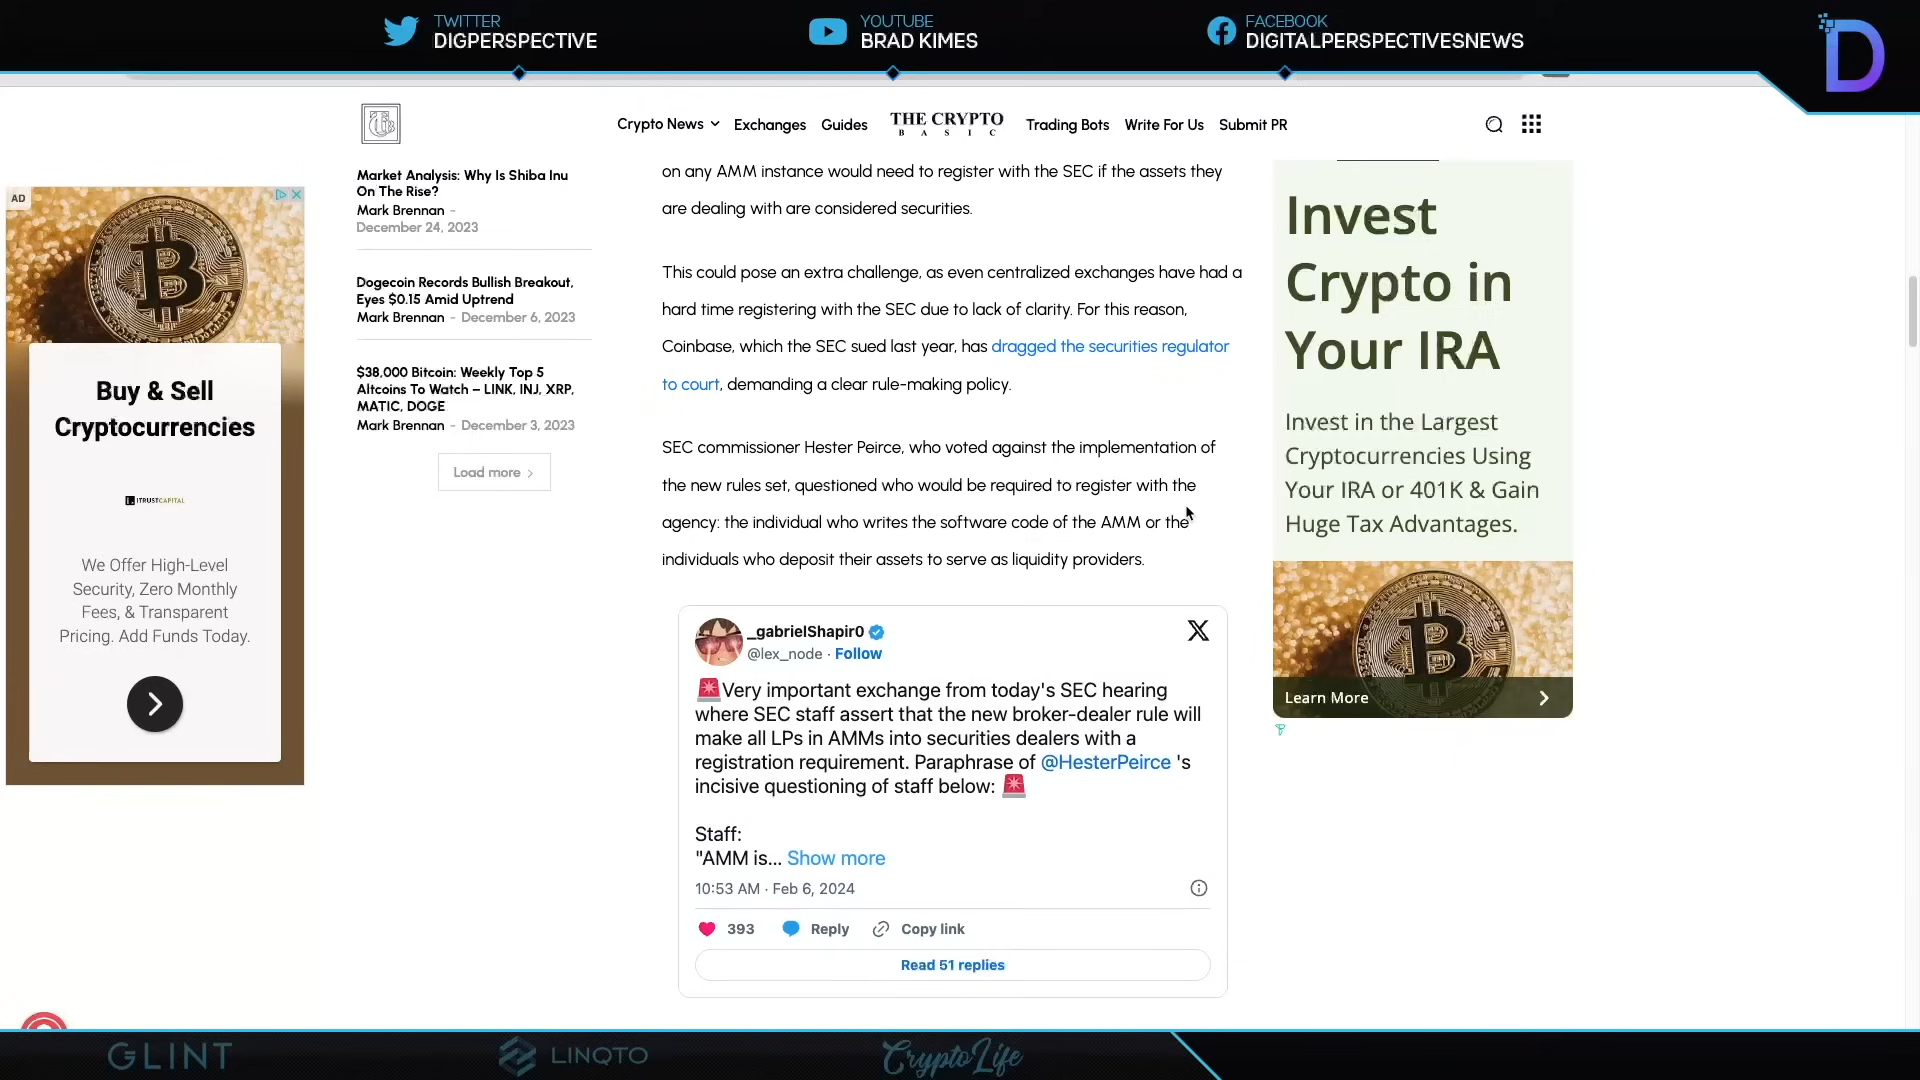 TWITTER
DIGPERSPECTIVE
YOUTUBE
BRAD KIMES
FACEBOOK
DIGITALPERSPECTIVESNEWS
D
Crypto News
Exchanges
Guides
THE CRYPTO
BASIC
Trading Bots
Write For Us
Submit PR
AD
Buy & Sell
Cryptocurrencies
ITRUSTCAPITAL
We Offer High-Level
Security, Zero Monthly
Fees, & Transparent
Pricing. Add Funds Today.
Market Analysis: Why Is Shiba Inu
On The Rise?
Mark Brennan -
December 24, 2023
Dogecoin Records Bullish Breakout,
Eyes $0.15 Amid Uptrend
Mark Brennan - December 6, 2023
$38,000 Bitcoin: Weekly Top 5
Altcoins To Watch – LINK, INJ, XRP,
MATIC, DOGE
Mark Brennan - December 3, 2023
Load more
on any AMM instance would need to register with the SEC if the assets they
are dealing with are considered securities.
This could pose an extra challenge, as even centralized exchanges have had a
hard time registering with the SEC due to lack of clarity. For this reason,
Coinbase, which the SEC sued last year, has dragged the securities regulator
to court, demanding a clear rule-making policy.
SEC commissioner Hester Peirce, who voted against the implementation of
the new rules set, questioned who would be required to register with the
agency: the individual who writes the software code of the AMM or the
individuals who deposit their assets to serve as liquidity providers.
_gabrielShapir0
@lex_node · Follow
🚨Very important exchange from today's SEC hearing
where SEC staff assert that the new broker-dealer rule will
make all LPs in AMMs into securities dealers with a
registration requirement. Paraphrase of @HesterPeirce 's
incisive questioning of staff below: 🚨
Staff:
"AMM is... Show more
10:53 AM · Feb 6, 2024
393
Reply
Copy link
Read 51 replies
Invest
Crypto in
Your IRA
Invest in the Largest
Cryptocurrencies Using
Your IRA or 401K & Gain
Huge Tax Advantages.
Learn More
GLINT
LINQTO
CryptoLife